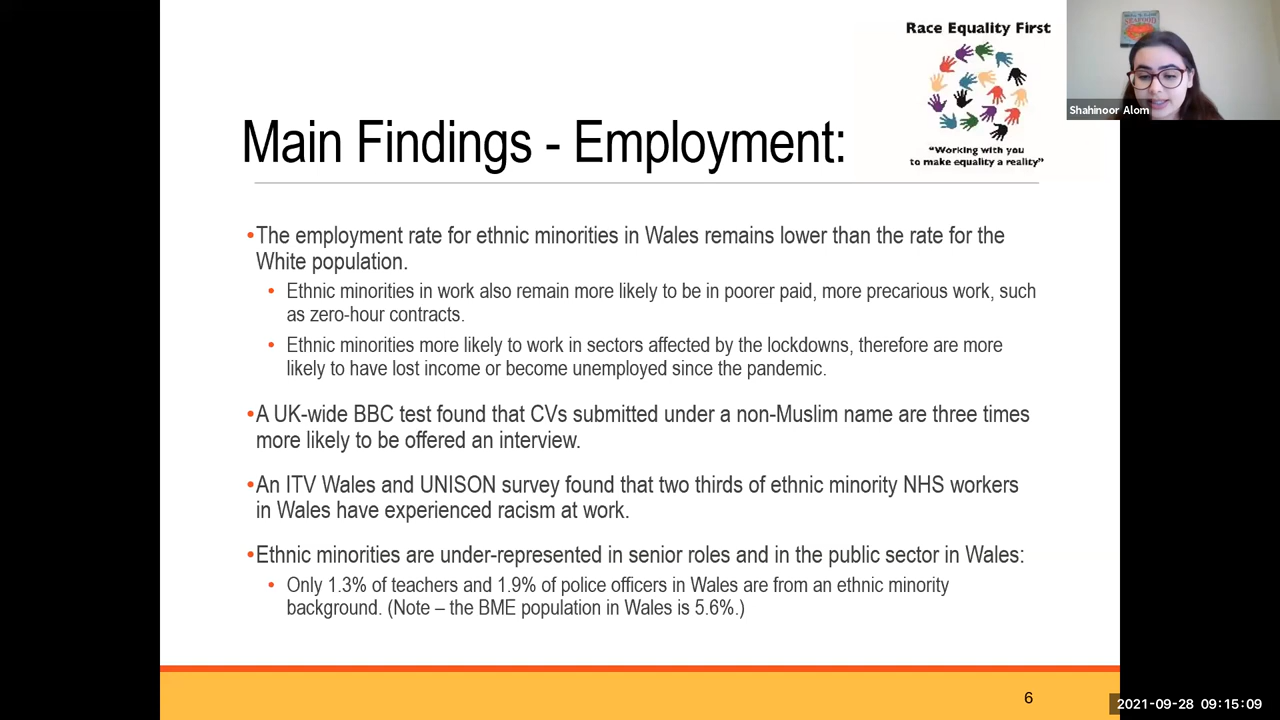 Race Equality First
"Working with you
to make equality a reality"
Shahinoor Alom
Main Findings - Employment:
•The employment rate for ethnic minorities in Wales remains lower than the rate for the
White population.
• Ethnic minorities in work also remain more likely to be in poorer paid, more precarious work, such
as zero-hour contracts.
• Ethnic minorities more likely to work in sectors affected by the lockdowns, therefore are more
likely to have lost income or become unemployed since the pandemic.
•A UK-wide BBC test found that CVs submitted under a non-Muslim name are three times
more likely to be offered an interview.
•An ITV Wales and UNISON survey found that two thirds of ethnic minority NHS workers
in Wales have experienced racism at work.
•Ethnic minorities are under-represented in senior roles and in the public sector in Wales:
• Only 1.3% of teachers and 1.9% of police officers in Wales are from an ethnic minority
background. (Note – the BME population in Wales is 5.6%.)
6
2021-09-28 09:15:09